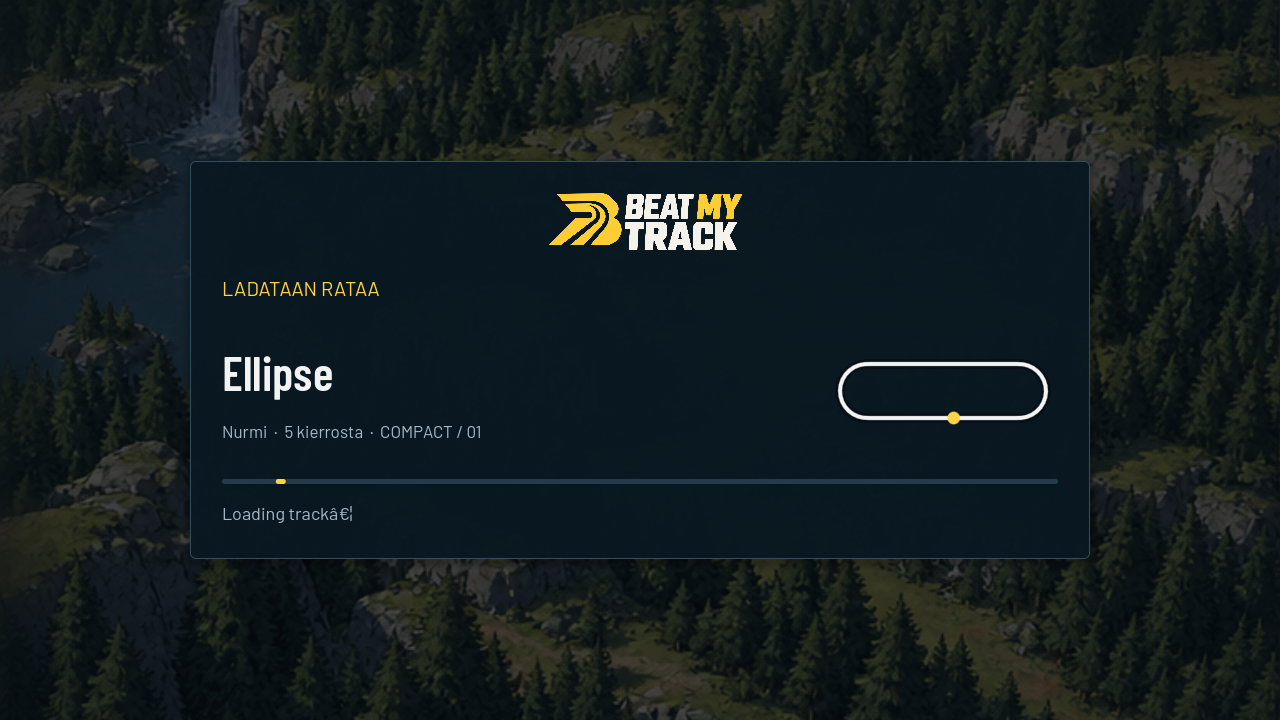 BEAT MY
TRACK
LADATAAN RATAA
Ellipse
Nurmi · 5 kierrosta · COMPACT / 01
Loading trackâ€¦